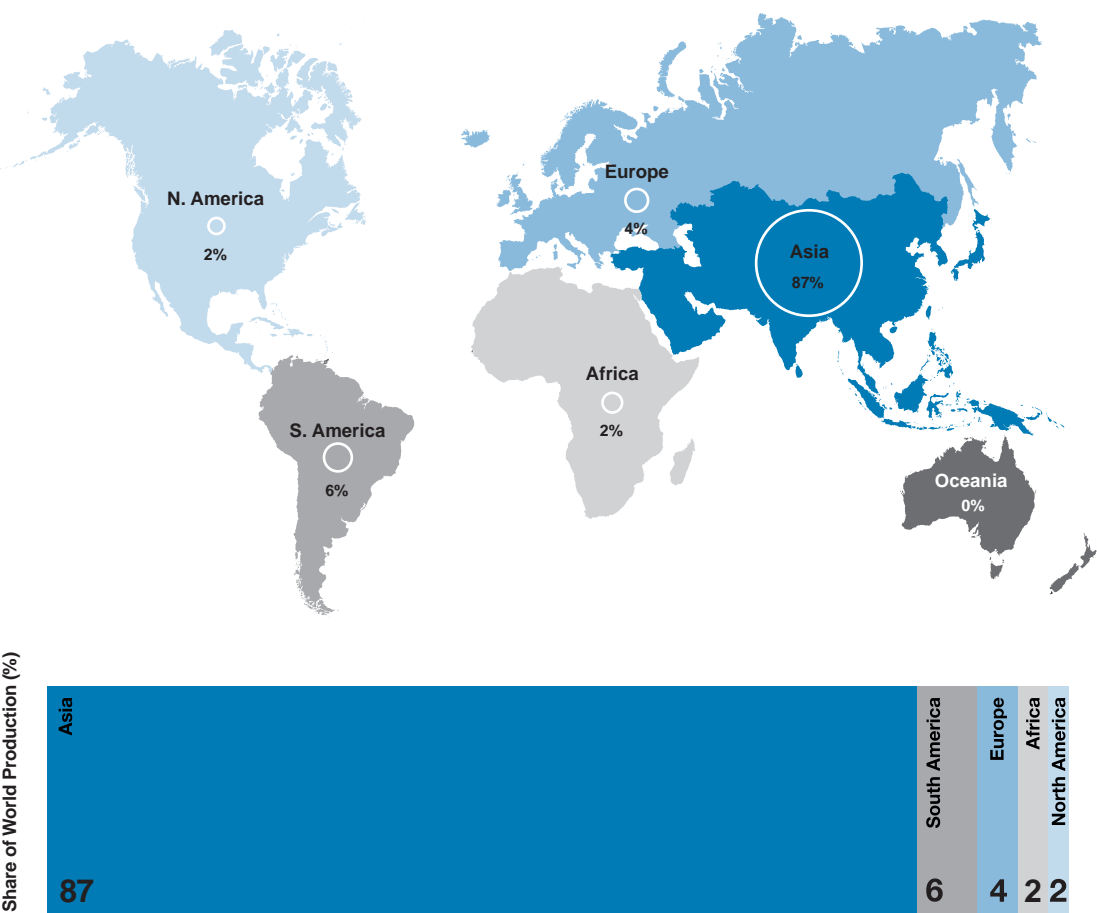 N. America
2%
Europe
4%
Asia
87%
Africa
2%
S. America
6%
Oceania
0%
Share of World Production (%)
Asia
87
South America
6
Europe
4
Africa
2
North America
2